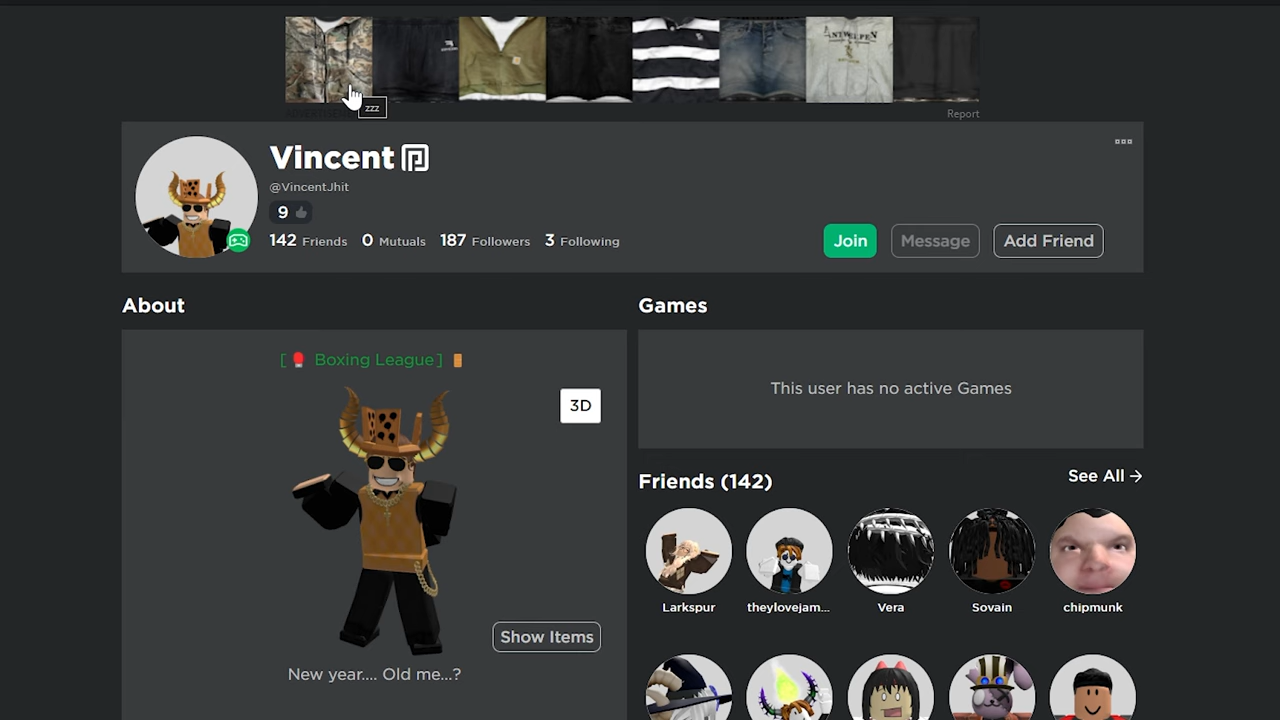 ANTWERPEN
zzz
Report
Vincent
@VincentJhit
9
142 Friends 0 Mutuals 187 Followers 3 Following
Join Message Add Friend
About
[ Boxing League]
3D
Show Items
New year.... Old me...?
Games
This user has no active Games
Friends (142)
See All
Larkspur theylovejam... Vera Sovain chipmunk